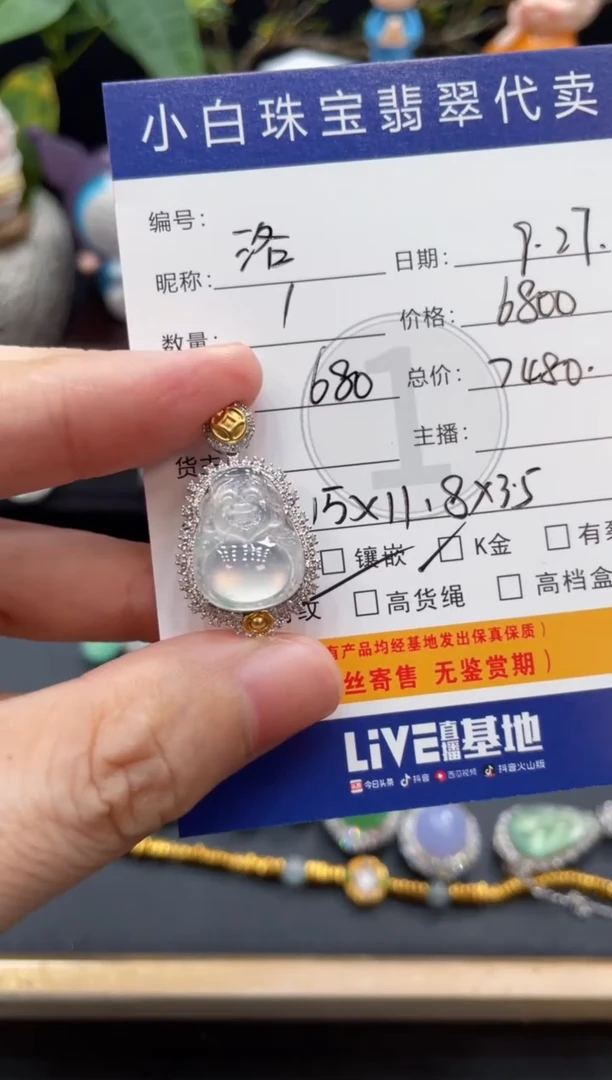 小白珠宝翡翠代卖
编号:
昵称: 洛 日期: 9.27.
数量: 1 价格: 6800
680 总价: 7480.
货主 主播:
15×11.8×3.5
镶嵌 K金 有
纹 高货绳 高档盒
有产品均经基地发出保真保质)
丝寄售 无鉴赏期)
LiVE直播基地
今日头条 抖音 西瓜视频 抖音火山版